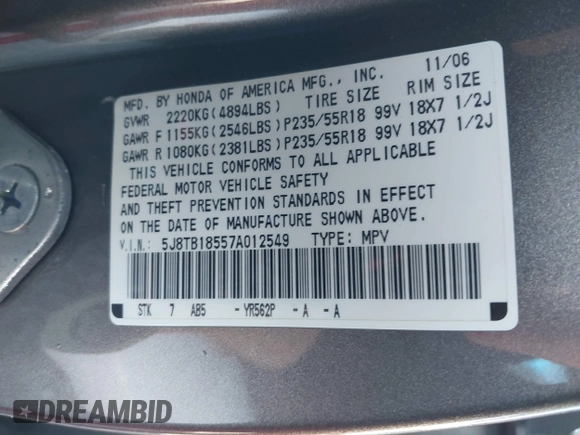 MFD. BY HONDA OF AMERICA MFG., INC. 11/06
GVWR 2220KG(4894LBS) TIRE SIZE RIM SIZE
GAWR F 1155KG(2546LBS)P235/55R18 99V 18X7 1/2J
GAWR R 1080KG(2381LBS)P235/55R18 99V 18X7 1/2J
THIS VEHICLE CONFORMS TO ALL APPLICABLE
FEDERAL MOTOR VEHICLE SAFETY
AND THEFT PREVENTION STANDARDS IN EFFECT
ON THE DATE OF MANUFACTURE SHOWN ABOVE.
V.I.N.: 5J8TB18557A012549 TYPE: MPV
STK 7 AB5 - YR562P - A - A
DREAMBID